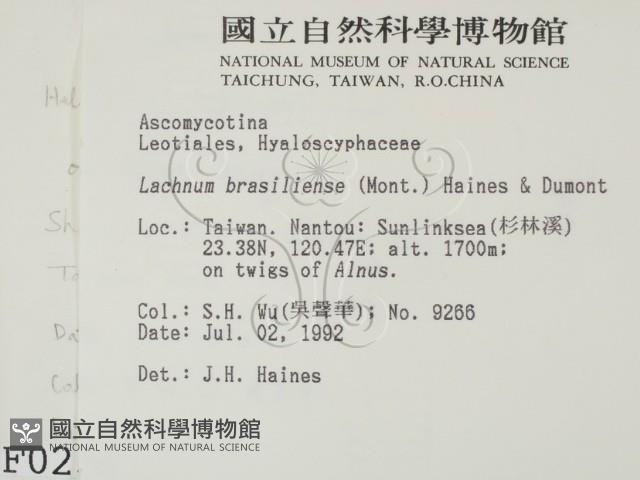 國立自然科學博物館
NATIONAL MUSEUM OF NATURAL SCIENCE
TAICHUNG, TAIWAN, R.O.CHINA
Ascomycotina
Leotiales, Hyaloscyphaceae
Lachnum brasiliense (Mont.) Haines & Dumont
Loc.: Taiwan. Nantou: Sunlinksea(杉林溪)
23.38N, 120.47E; alt. 1700m;
on twigs of Alnus.
Col.: S.H. Wu(吳聲華); No. 9266
Date: Jul. 02, 1992
Det.: J.H. Haines
國立自然科學博物館
NATIONAL MUSEUM OF NATURAL SCIENCE
F02